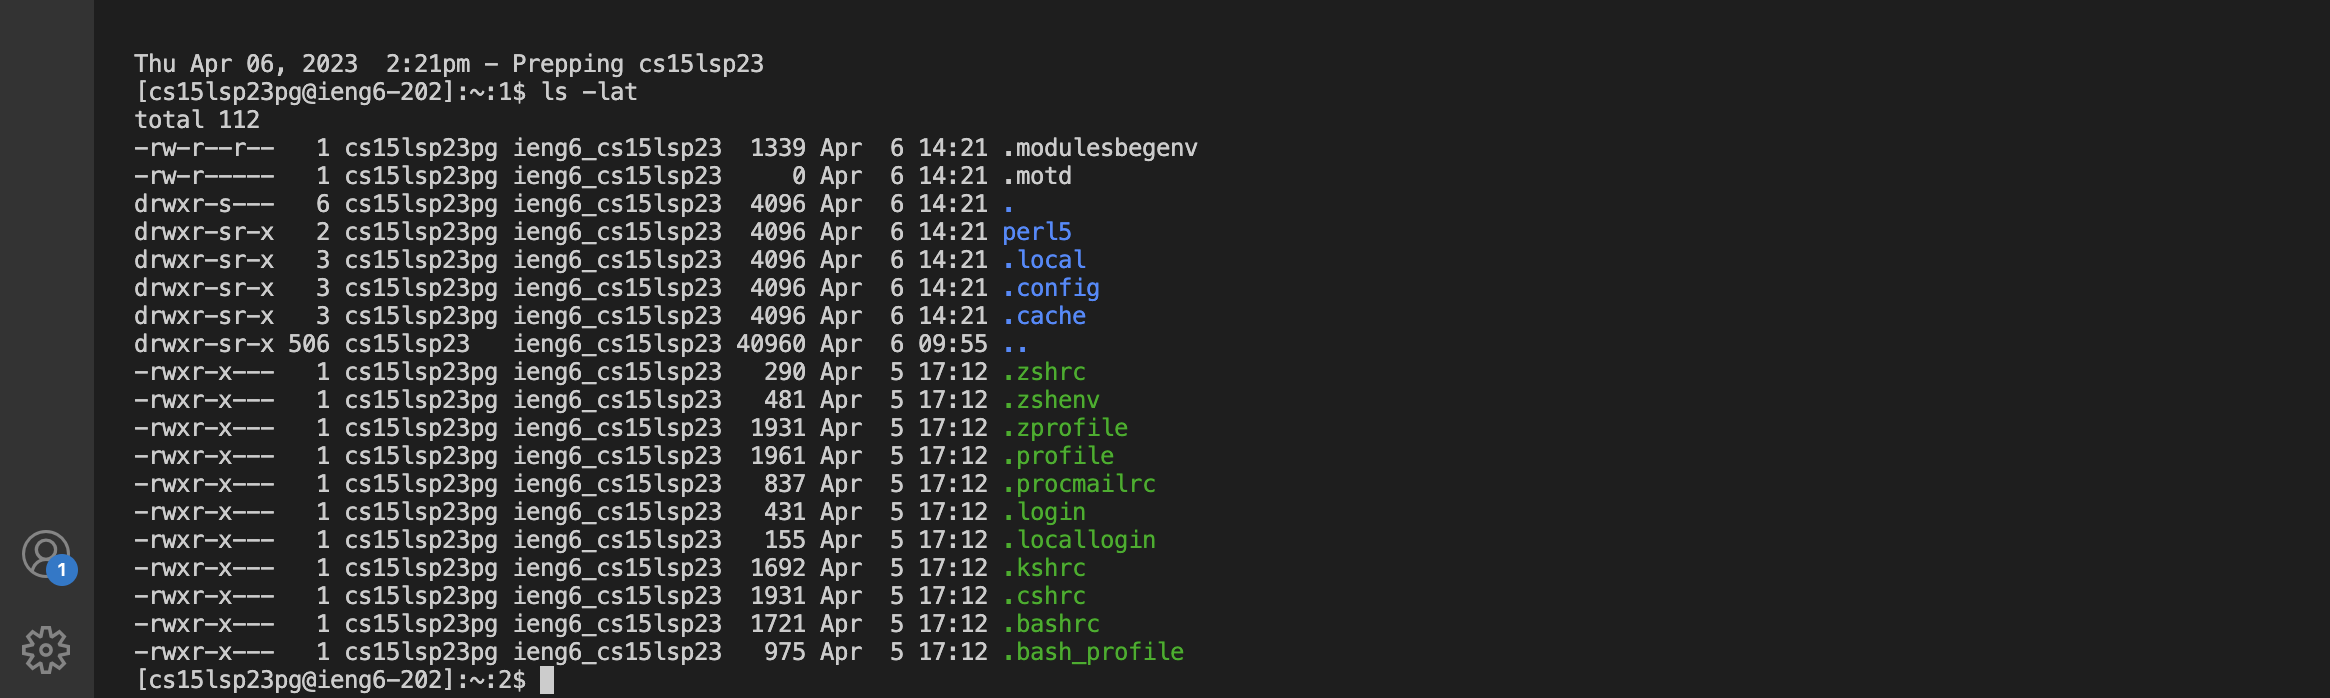 Thu Apr 06, 2023  2:21pm - Prepping cs15lsp23
[cs15lsp23pg@ieng6-202]:~:1$ ls -lat
total 112
-rw-r--r--   1 cs15lsp23pg ieng6_cs15lsp23  1339 Apr  6 14:21 .modulesbegenv
-rw-r-----   1 cs15lsp23pg ieng6_cs15lsp23     0 Apr  6 14:21 .motd
drwxr-s---   6 cs15lsp23pg ieng6_cs15lsp23  4096 Apr  6 14:21 .
drwxr-sr-x   2 cs15lsp23pg ieng6_cs15lsp23  4096 Apr  6 14:21 perl5
drwxr-sr-x   3 cs15lsp23pg ieng6_cs15lsp23  4096 Apr  6 14:21 .local
drwxr-sr-x   3 cs15lsp23pg ieng6_cs15lsp23  4096 Apr  6 14:21 .config
drwxr-sr-x   3 cs15lsp23pg ieng6_cs15lsp23  4096 Apr  6 14:21 .cache
drwxr-sr-x 506 cs15lsp23   ieng6_cs15lsp23 40960 Apr  6 09:55 ..
-rwxr-x---   1 cs15lsp23pg ieng6_cs15lsp23   290 Apr  5 17:12 .zshrc
-rwxr-x---   1 cs15lsp23pg ieng6_cs15lsp23   481 Apr  5 17:12 .zshenv
-rwxr-x---   1 cs15lsp23pg ieng6_cs15lsp23  1931 Apr  5 17:12 .zprofile
-rwxr-x---   1 cs15lsp23pg ieng6_cs15lsp23  1961 Apr  5 17:12 .profile
-rwxr-x---   1 cs15lsp23pg ieng6_cs15lsp23   837 Apr  5 17:12 .procmailrc
-rwxr-x---   1 cs15lsp23pg ieng6_cs15lsp23   431 Apr  5 17:12 .login
-rwxr-x---   1 cs15lsp23pg ieng6_cs15lsp23   155 Apr  5 17:12 .locallogin
-rwxr-x---   1 cs15lsp23pg ieng6_cs15lsp23  1692 Apr  5 17:12 .kshrc
-rwxr-x---   1 cs15lsp23pg ieng6_cs15lsp23  1931 Apr  5 17:12 .cshrc
-rwxr-x---   1 cs15lsp23pg ieng6_cs15lsp23  1721 Apr  5 17:12 .bashrc
-rwxr-x---   1 cs15lsp23pg ieng6_cs15lsp23   975 Apr  5 17:12 .bash_profile
[cs15lsp23pg@ieng6-202]:~:2$
1